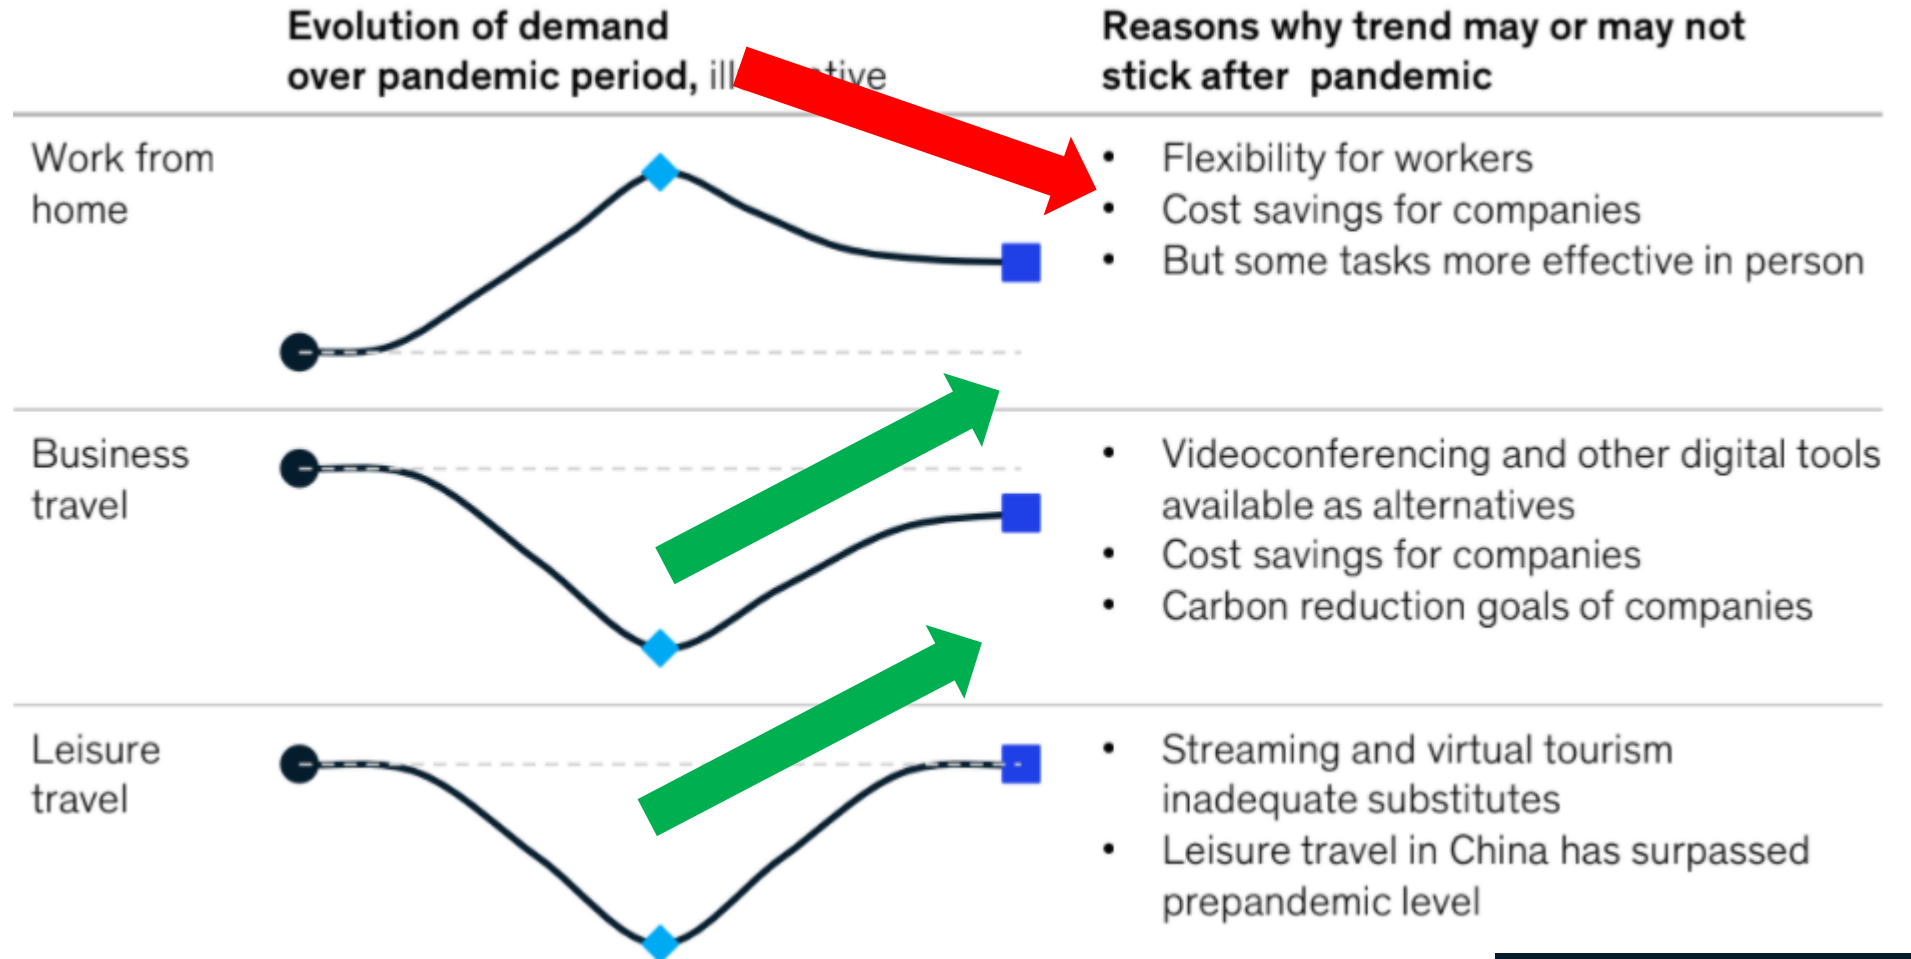 Evolution of demand
over pandemic period,
Reasons why trend may or may not
stick after pandemic
Work from
home
• Flexibility for workers
• Cost savings for companies
• But some tasks more effective in person
Business
travel
• Videoconferencing and other digital tools
available as alternatives
• Cost savings for companies
• Carbon reduction goals of companies
Leisure
travel
• Streaming and virtual tourism
inadequate substitutes
• Leisure travel in China has surpassed
prepandemic level